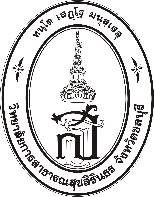 ทนฺโต เสฏฺโฐ มนุสฺเสสุ
วิทยาลัยการสาธารณสุขสิรินธร จังหวัดชลบุรี